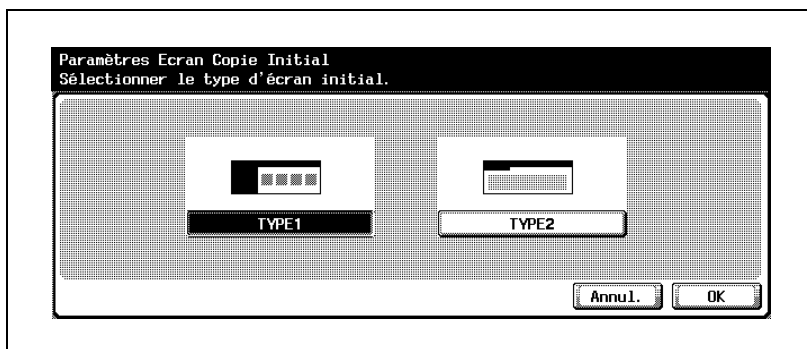 Paramètres Ecran Copie Initial
Sélectionner le type d'écran initial.
TYPE1
TYPE2
Annul.
OK